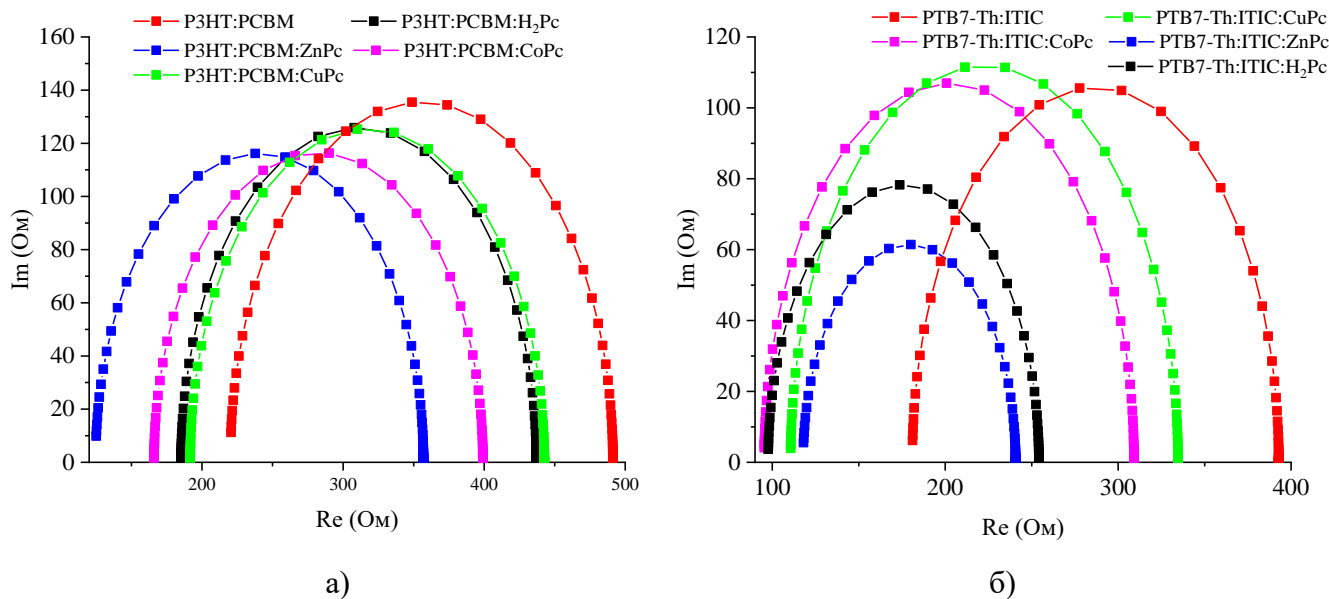 P3HT:PCBM
P3HT:PCBM:H₂Pc
P3HT:PCBM:ZnPc
P3HT:PCBM:CoPc
P3HT:PCBM:CuPc
160
140
120
100
80
60
40
20
0
Im (Ом)
200
300
400
500
Re (Ом)
а)
PTB7-Th:ITIC
PTB7-Th:ITIC:CuPc
PTB7-Th:ITIC:CoPc
PTB7-Th:ITIC:ZnPc
PTB7-Th:ITIC:H₂Pc
120
100
80
60
40
20
0
Im (Ом)
100
200
300
400
Re (Ом)
б)